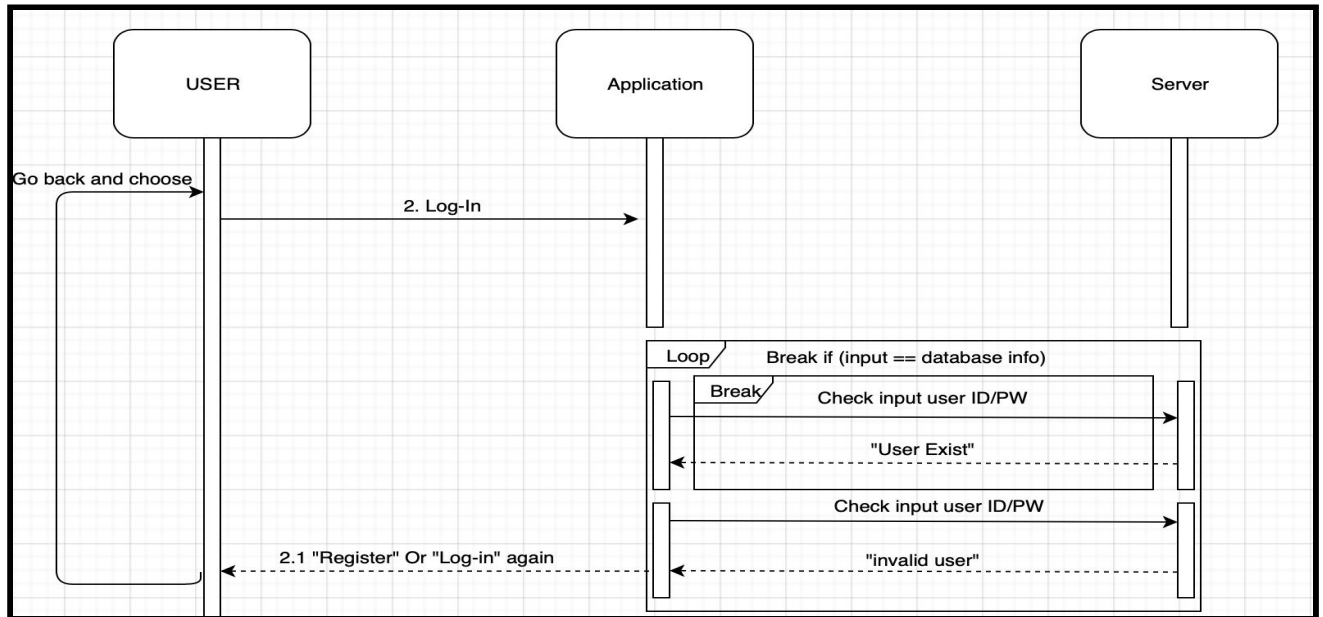 USER
Application
Server
Go back and choose
2. Log-In
Loop
Break if (input == database info)
Break
Check input user ID/PW
"User Exist"
Check input user ID/PW
2.1 "Register" Or "Log-in" again
"invalid user"